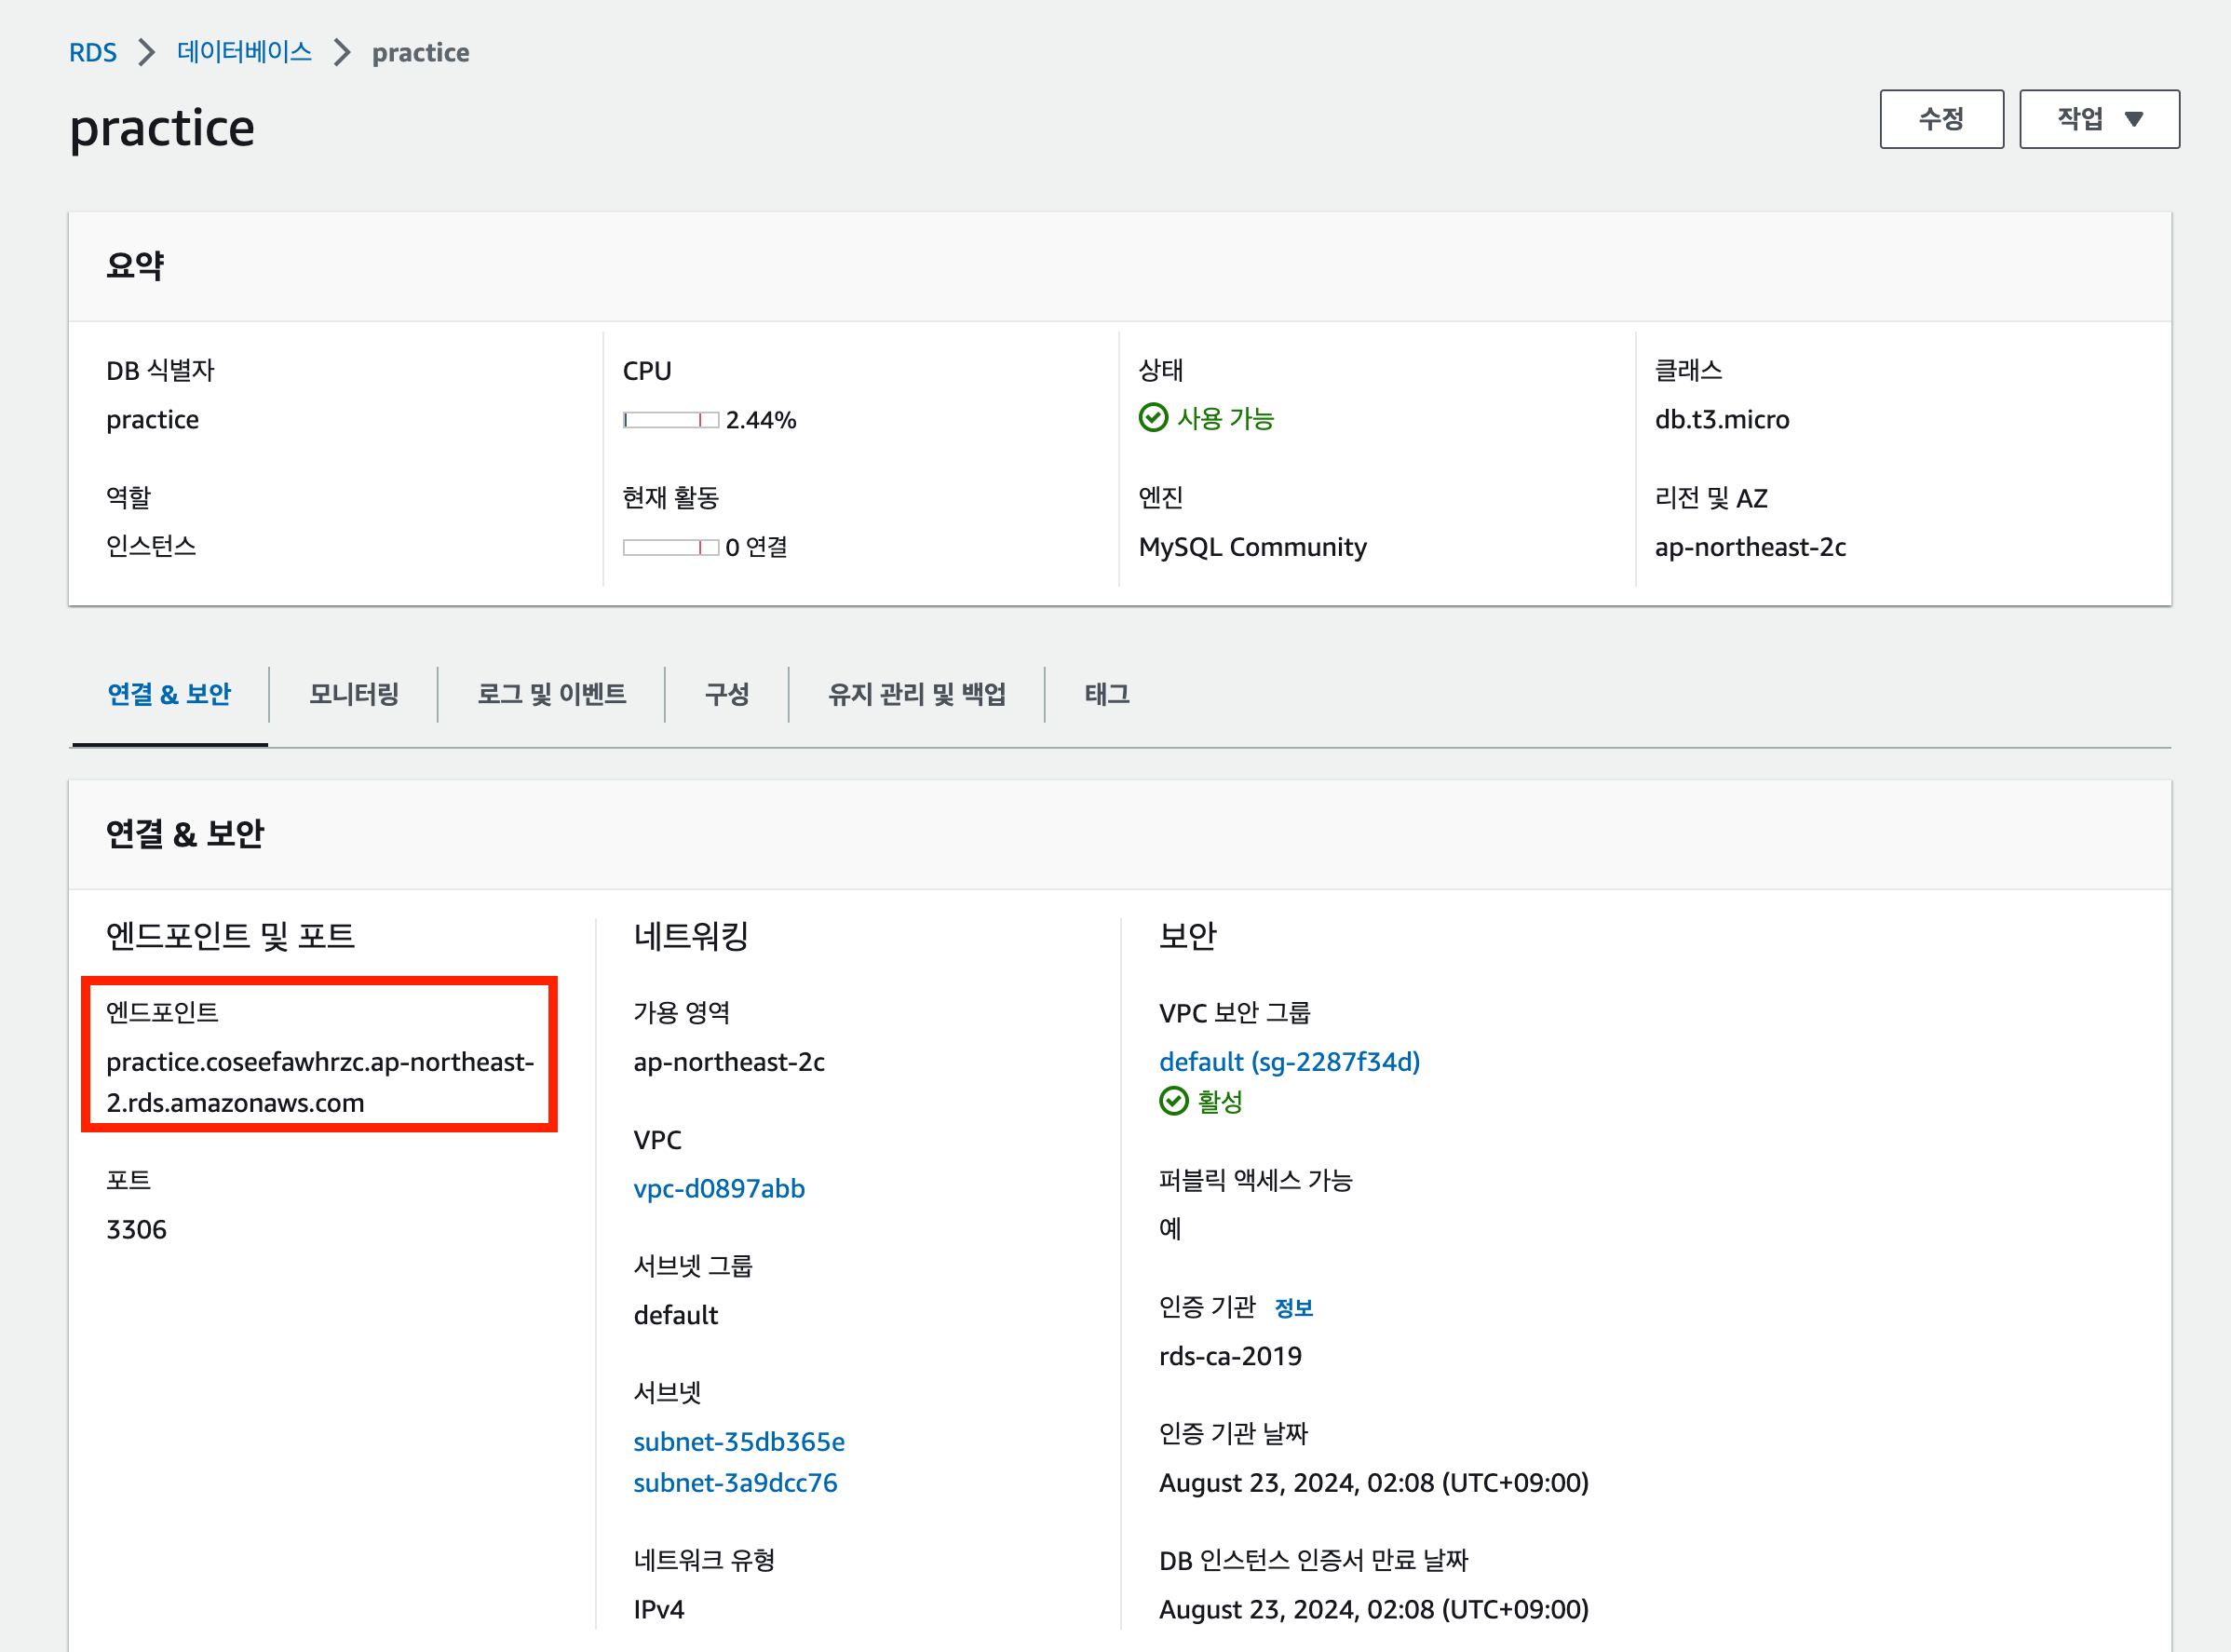 RDS > 데이터베이스 > practice
practice
수정
작업 ▼
요약
DB 식별자
practice
CPU
2.44%
상태
사용 가능
클래스
db.t3.micro
역할
인스턴스
현재 활동
0 연결
엔진
MySQL Community
리전 및 AZ
ap-northeast-2c
연결 & 보안
모니터링
로그 및 이벤트
구성
유지 관리 및 백업
태그
연결 & 보안
엔드포인트 및 포트
엔드포인트
practice.coseefawhrzc.ap-northeast-
2.rds.amazonaws.com
포트
3306
네트워킹
가용 영역
ap-northeast-2c
VPC
vpc-d0897abb
서브넷 그룹
default
서브넷
subnet-35db365e
subnet-3a9dcc76
네트워크 유형
IPv4
보안
VPC 보안 그룹
default (sg-2287f34d)
활성
퍼블릭 액세스 가능
예
인증 기관 정보
rds-ca-2019
인증 기관 날짜
August 23, 2024, 02:08 (UTC+09:00)
DB 인스턴스 인증서 만료 날짜
August 23, 2024, 02:08 (UTC+09:00)